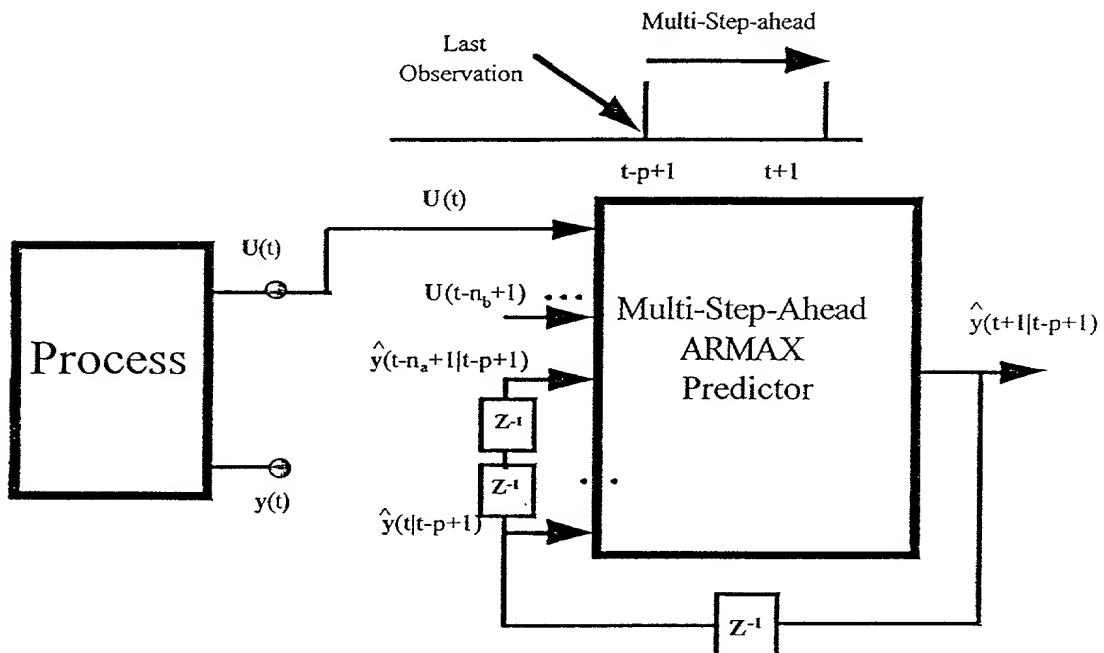 Multi-Step-ahead
Last
Observation
t-p+1
t+1
U(t)
U(t)
U(t-n_b+1)
...
Multi-Step-Ahead
ARMAX
Predictor
ŷ(t+1|t-p+1)
Process
ŷ(t-n_a+1|t-p+1)
Z⁻¹
Z⁻¹
..
y(t)
ŷ(t|t-p+1)
Z⁻¹